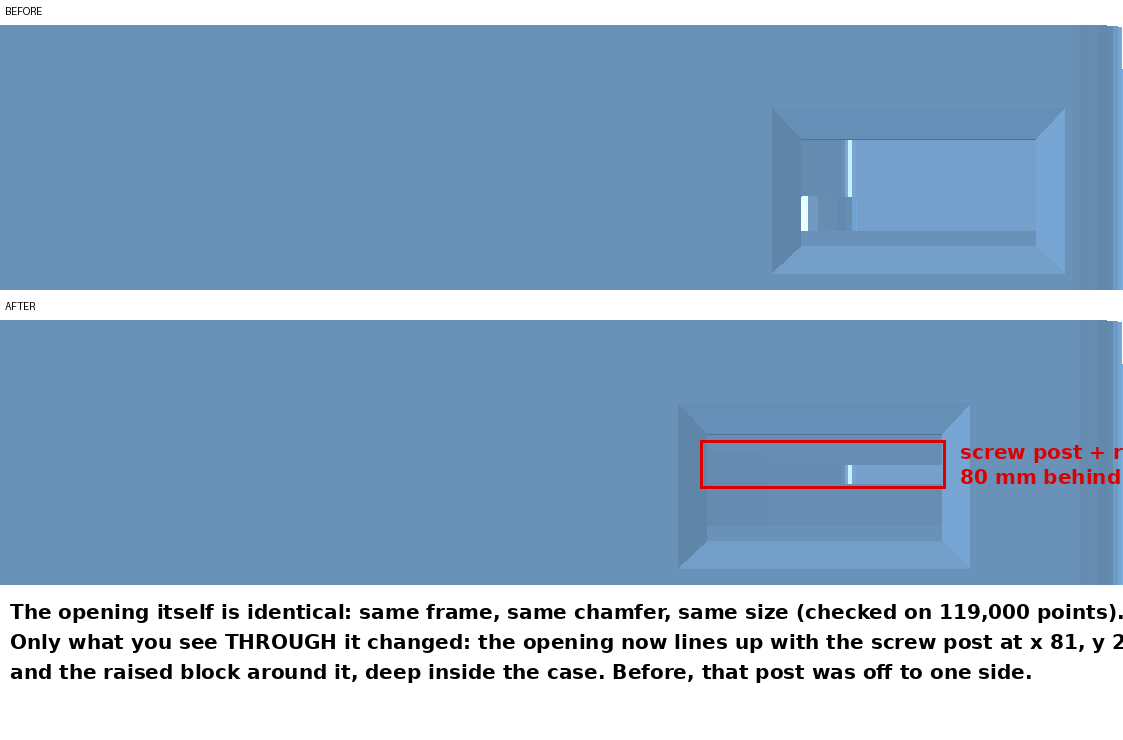 BEFORE
AFTER
screw post + r
80 mm behind
The opening itself is identical: same frame, same chamfer, same size (checked on 119,000 points).
Only what you see THROUGH it changed: the opening now lines up with the screw post at x 81, y 2
and the raised block around it, deep inside the case. Before, that post was off to one side.